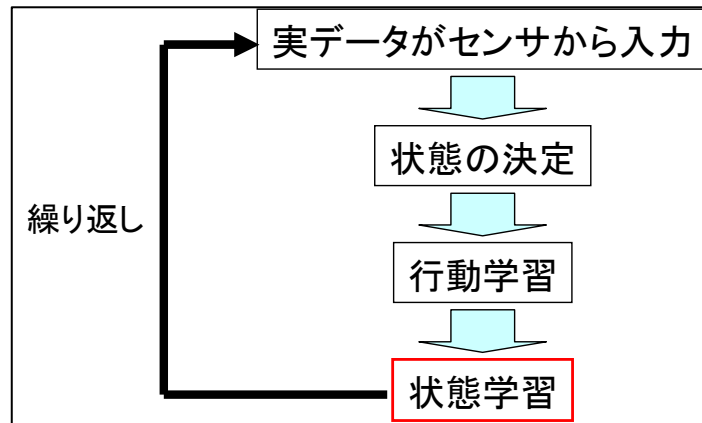 実データがセンサから入力
状態の決定
繰り返し
行動学習
状態学習